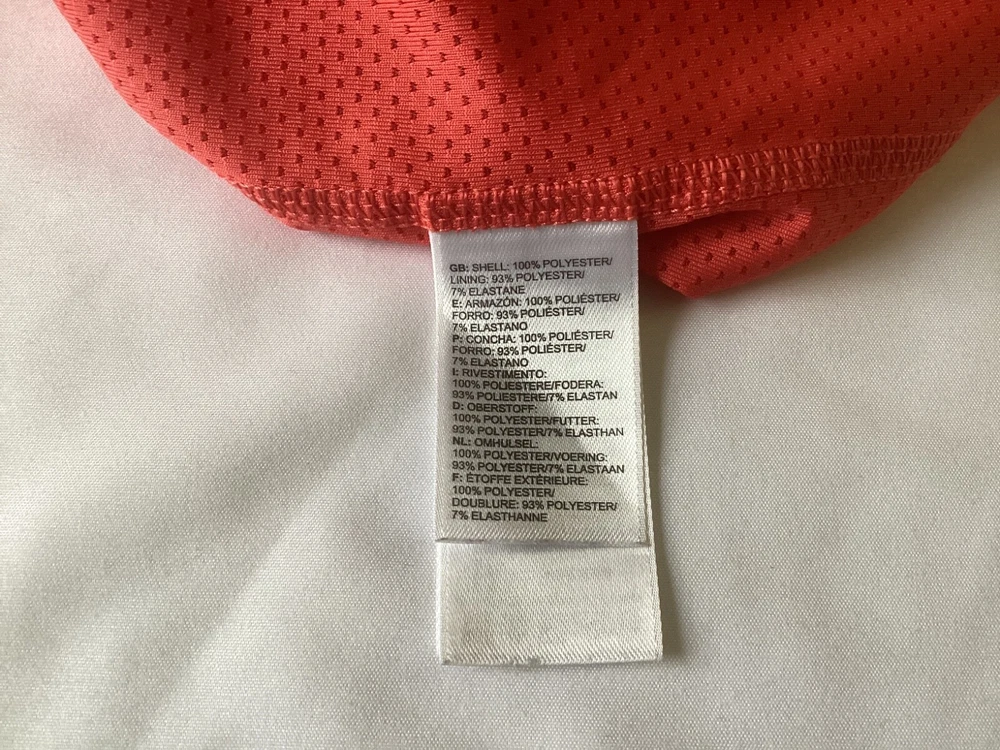 GB: SHELL: 100% POLYESTER/
LINING: 93% POLYESTER/
7% ELASTANE
E: ARMAZÓN: 100% POLIÉSTER/
FORRO: 93% POLIÉSTER/
7% ELASTANO
P: CONCHA: 100% POLIÉSTER/
FORRO: 93% POLIÉSTER/
7% ELASTANO
I: RIVESTIMENTO:
100% POLIESTERE/FODERA:
93% POLIESTERE/7% ELASTAN
D: OBERSTOFF:
100% POLYESTER/FUTTER:
93% POLYESTER/7% ELASTHAN
NL: OMHULSEL:
100% POLYESTER/VOERING:
93% POLYESTER/7% ELASTAAN
F: ÉTOFFE EXTÉRIEURE:
100% POLYESTER/
DOUBLURE: 93% POLYESTER/
7% ELASTHANNE